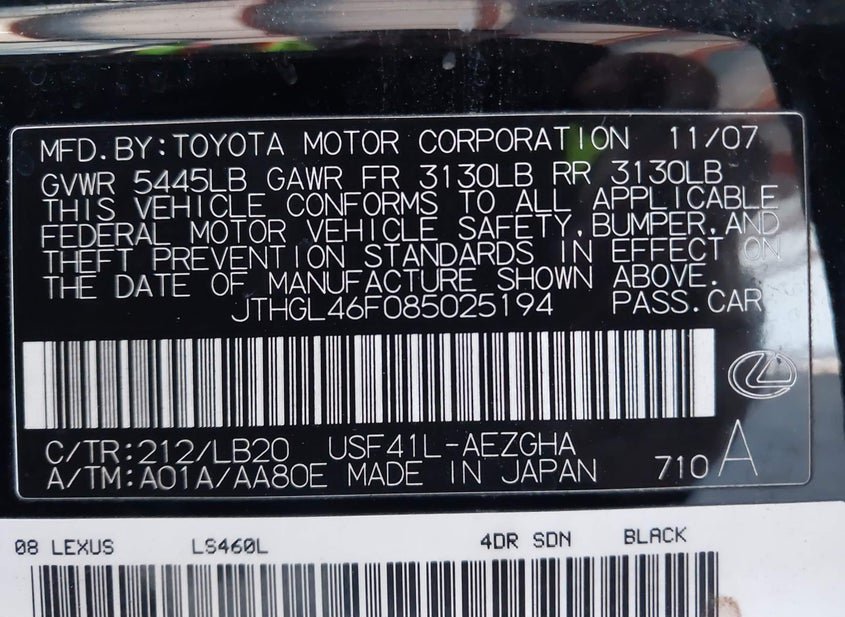 MFD.BY:TOYOTA MOTOR CORPORATION 11/07
GVWR 5445LB GAWR FR 3130LB RR 3130LB
THIS VEHICLE CONFORMS TO ALL APPLICABLE
FEDERAL MOTOR VEHICLE SAFETY,BUMPER,AND
THEFT PREVENTION STANDARDS IN EFFECT ON
THE DATE OF MANUFACTURE SHOWN ABOVE.
JTHGL46F085025194 PASS.CAR
C/TR:212/LB20 USF41L-AEZGHA
A/TM:A01A/AA80E MADE IN JAPAN 710 A
08 LEXUS LS460L 4DR SDN BLACK